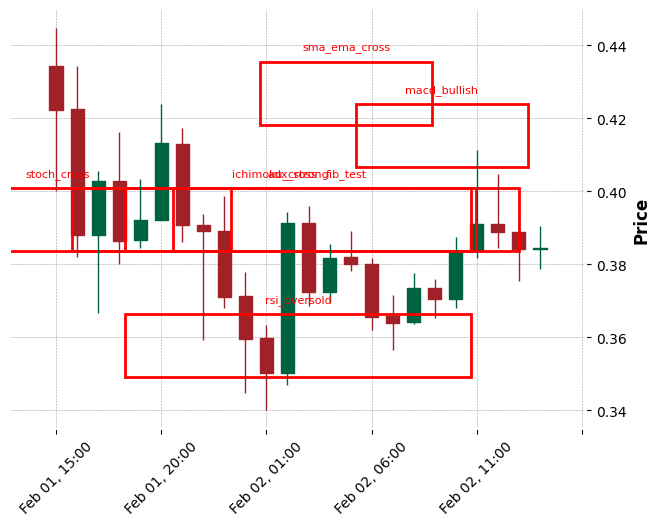 sma_ema_cross
0.44
macd_bullish
0.42
stoch_cross
fib_test
0.40
Price
0.38
rsi_oversold
0.36
0.34
Feb 01, 15:00
Feb 01, 20:00
Feb 02, 01:00
Feb 02, 06:00
Feb 02, 11:00